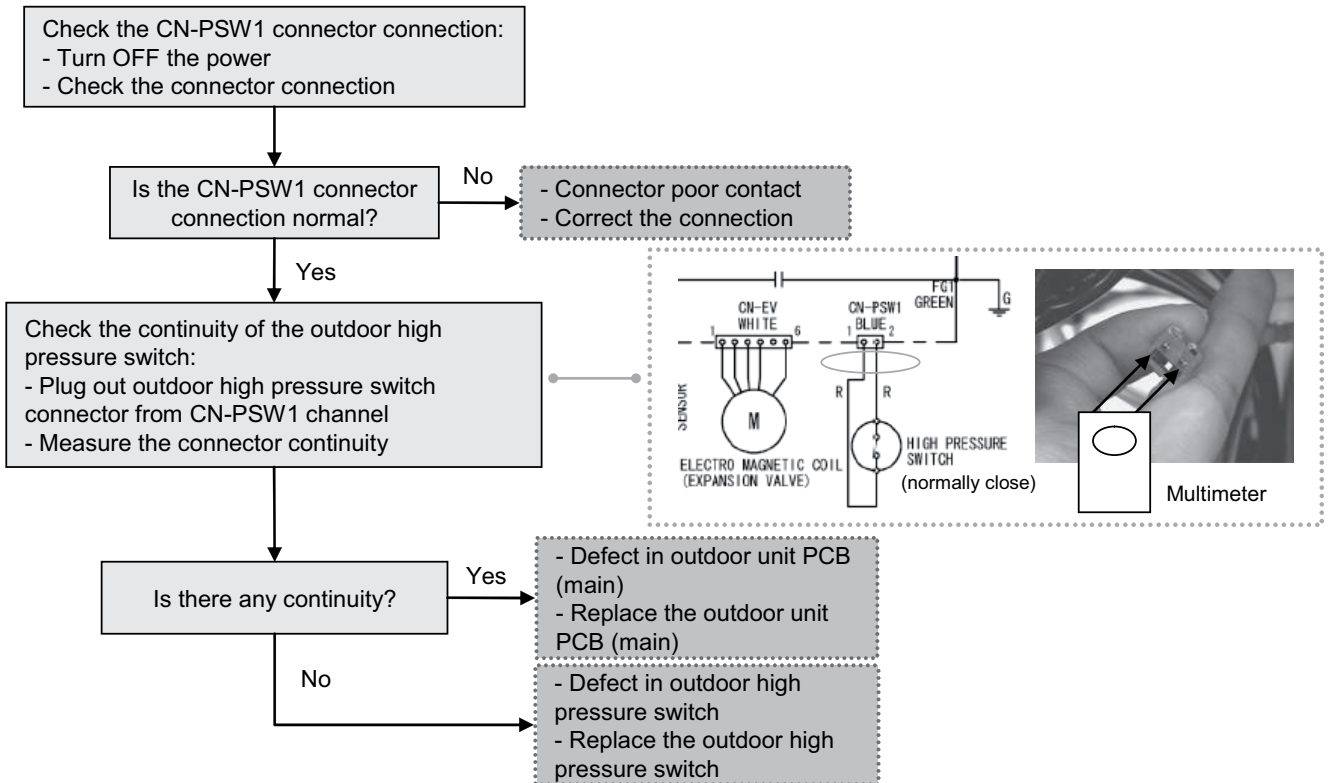 Check the CN-PSW1 connector connection:
- Turn OFF the power
- Check the connector connection
Is the CN-PSW1 connector
connection normal?
No
- Connector poor contact
- Correct the connection
Yes
Check the continuity of the outdoor high
pressure switch:
- Plug out outdoor high pressure switch
connector from CN-PSW1 channel
- Measure the connector continuity
FG1
GREEN
G
CN-EV
WHITE
1
6
CN-PSW1
BLUE
1
2
SENSOR
R
R
M
ELECTRO MAGNETIC COIL
(EXPANSION VALVE)
HIGH PRESSURE
SWITCH
(normally close)
Multimeter
Is there any continuity?
Yes
- Defect in outdoor unit PCB
(main)
- Replace the outdoor unit
PCB (main)
No
- Defect in outdoor high
pressure switch
- Replace the outdoor high
pressure switch